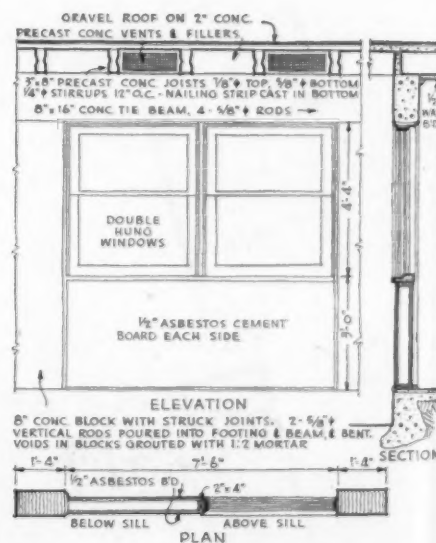 GRAVEL ROOF ON 2" CONC.
PRECAST CONC VENTS & FILLERS
3"x8" PRECAST CONC JOISTS 7/8"φ TOP, 5/8"φ BOTTOM
1/4"φ STIRRUPS 12" O.C. - NAILING STRIP CAST IN BOTTOM
8"x16" CONC TIE BEAM, 4-5/8"φ RODS
DOUBLE
HUNG
WINDOWS
4'-4"
1/2" ASBESTOS CEMENT
BOARD EACH SIDE
3'-0"
ELEVATION
8" CONC BLOCK WITH STRUCK JOINTS. 2-5/8"φ
VERTICAL RODS POURED INTO FOOTING & BEAM, & BENT.
VOIDS IN BLOCKS GROUTED WITH 1:2 MORTAR
SECTION
1'-4"
7'-6"
1'-4"
1/2" ASBESTOS B'D
2"x4"
BELOW SILL
ABOVE SILL
PLAN